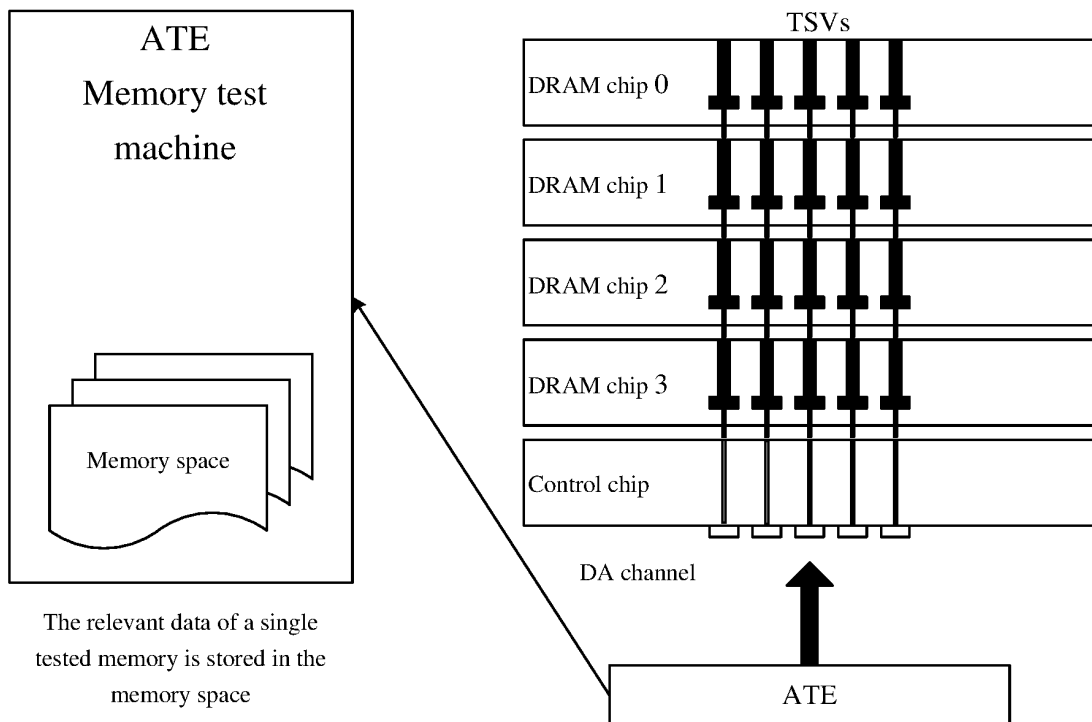 ATE
Memory test
machine
Memory space
The relevant data of a single
tested memory is stored in the
memory space
TSVs
DRAM chip 0
DRAM chip 1
DRAM chip 2
DRAM chip 3
Control chip
DA channel
ATE